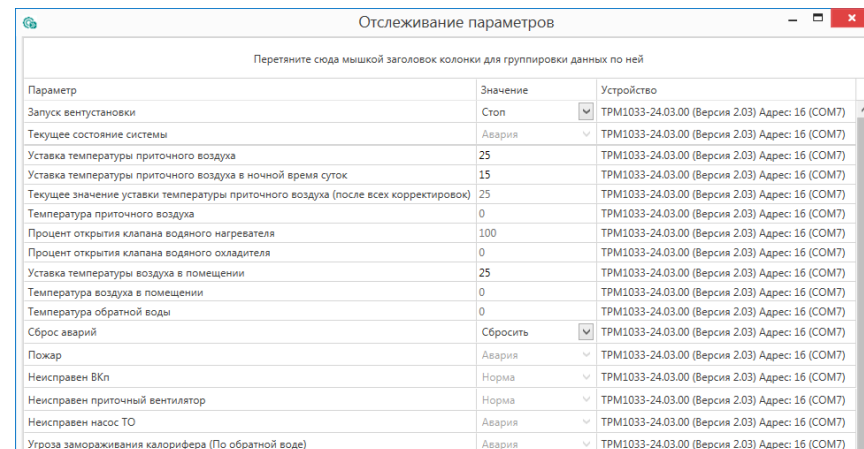 Отслеживание параметров
Перетяните сюда мышкой заголовок колонки для группировки данных по ней
Параметр Значение Устройство
Запуск вентустановки Стоп ТРМ1033-24.03.00 (Версия 2.03) Адрес: 16 (COM7)
Текущее состояние системы Авария ТРМ1033-24.03.00 (Версия 2.03) Адрес: 16 (COM7)
Уставка температуры приточного воздуха 25 ТРМ1033-24.03.00 (Версия 2.03) Адрес: 16 (COM7)
Уставка температуры приточного воздуха в ночной время суток 15 ТРМ1033-24.03.00 (Версия 2.03) Адрес: 16 (COM7)
Текущее значение уставки температуры приточного воздуха (после всех корректировок) 25 ТРМ1033-24.03.00 (Версия 2.03) Адрес: 16 (COM7)
Температура приточного воздуха 0 ТРМ1033-24.03.00 (Версия 2.03) Адрес: 16 (COM7)
Процент открытия клапана водяного нагревателя 100 ТРМ1033-24.03.00 (Версия 2.03) Адрес: 16 (COM7)
Процент открытия клапана водяного охладителя 0 ТРМ1033-24.03.00 (Версия 2.03) Адрес: 16 (COM7)
Уставка температуры воздуха в помещении 25 ТРМ1033-24.03.00 (Версия 2.03) Адрес: 16 (COM7)
Температура воздуха в помещении 0 ТРМ1033-24.03.00 (Версия 2.03) Адрес: 16 (COM7)
Температура обратной воды 0 ТРМ1033-24.03.00 (Версия 2.03) Адрес: 16 (COM7)
Сброс аварий Сбросить ТРМ1033-24.03.00 (Версия 2.03) Адрес: 16 (COM7)
Пожар Авария ТРМ1033-24.03.00 (Версия 2.03) Адрес: 16 (COM7)
Неисправен ВКп Норма ТРМ1033-24.03.00 (Версия 2.03) Адрес: 16 (COM7)
Неисправен приточный вентилятор Норма ТРМ1033-24.03.00 (Версия 2.03) Адрес: 16 (COM7)
Неисправен насос ТО Авария ТРМ1033-24.03.00 (Версия 2.03) Адрес: 16 (COM7)
Угроза замораживания калорифера (По обратной воде) Авария ТРМ1033-24.03.00 (Версия 2.03) Адрес: 16 (COM7)